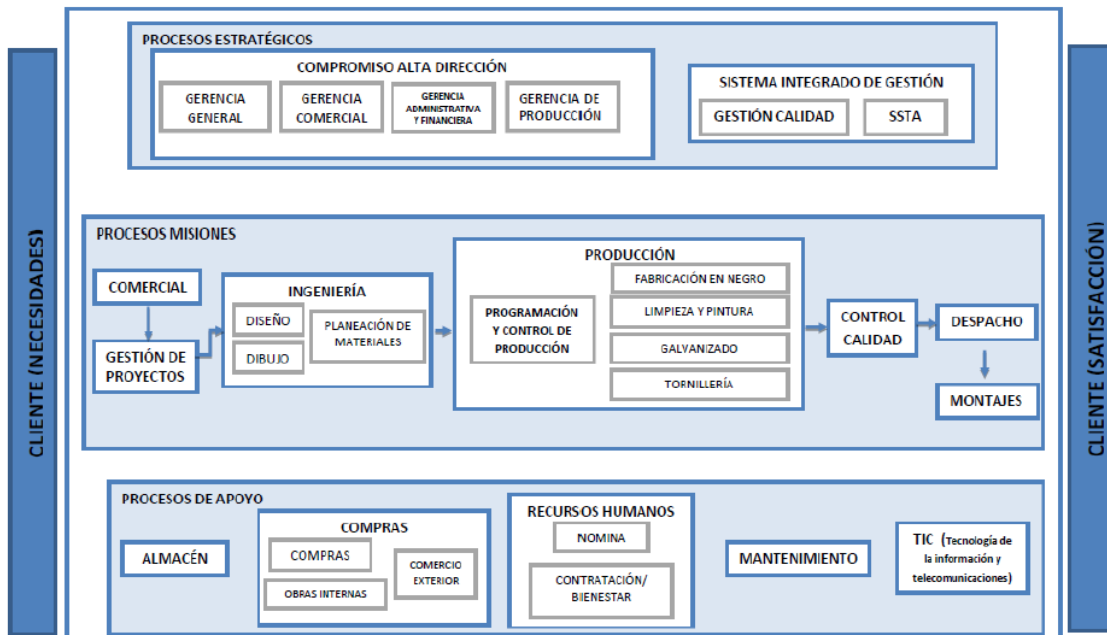 CLIENTE (NECESIDADES)
PROCESOS ESTRATÉGICOS
COMPROMISO ALTA DIRECCIÓN
GERENCIA
GENERAL
GERENCIA
COMERCIAL
GERENCIA
ADMINISTRATIVA
Y FINANCIERA
GERENCIA DE
PRODUCCIÓN
SISTEMA INTEGRADO DE GESTIÓN
GESTIÓN CALIDAD
SSTA
PROCESOS MISIONES
COMERCIAL
GESTIÓN DE
PROYECTOS
INGENIERÍA
DISEÑO
DIBUJO
PLANEACIÓN DE
MATERIALES
PRODUCCIÓN
PROGRAMACIÓN
Y CONTROL DE
PRODUCCIÓN
FABRICACIÓN EN NEGRO
LIMPIEZA Y PINTURA
GALVANIZADO
TORNILLERÍA
CONTROL
CALIDAD
DESPACHO
MONTAJES
PROCESOS DE APOYO
ALMACÉN
COMPRAS
COMPRAS
OBRAS INTERNAS
COMERCIO
EXTERIOR
RECURSOS HUMANOS
NOMINA
CONTRATACIÓN/
BIENESTAR
MANTENIMIENTO
TIC (Tecnología de
la información y
telecomunicaciones)
CLIENTE (SATISFACCIÓN)